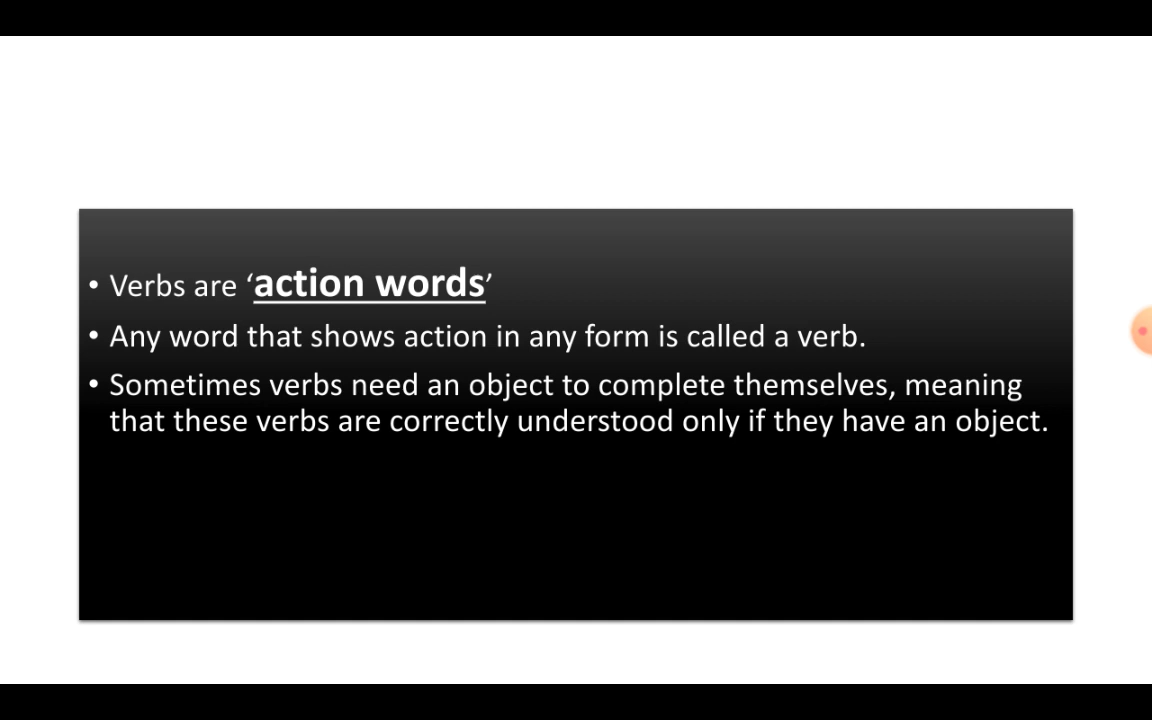 • Verbs are ‘action words’
• Any word that shows action in any form is called a verb.
• Sometimes verbs need an object to complete themselves, meaning
that these verbs are correctly understood only if they have an object.